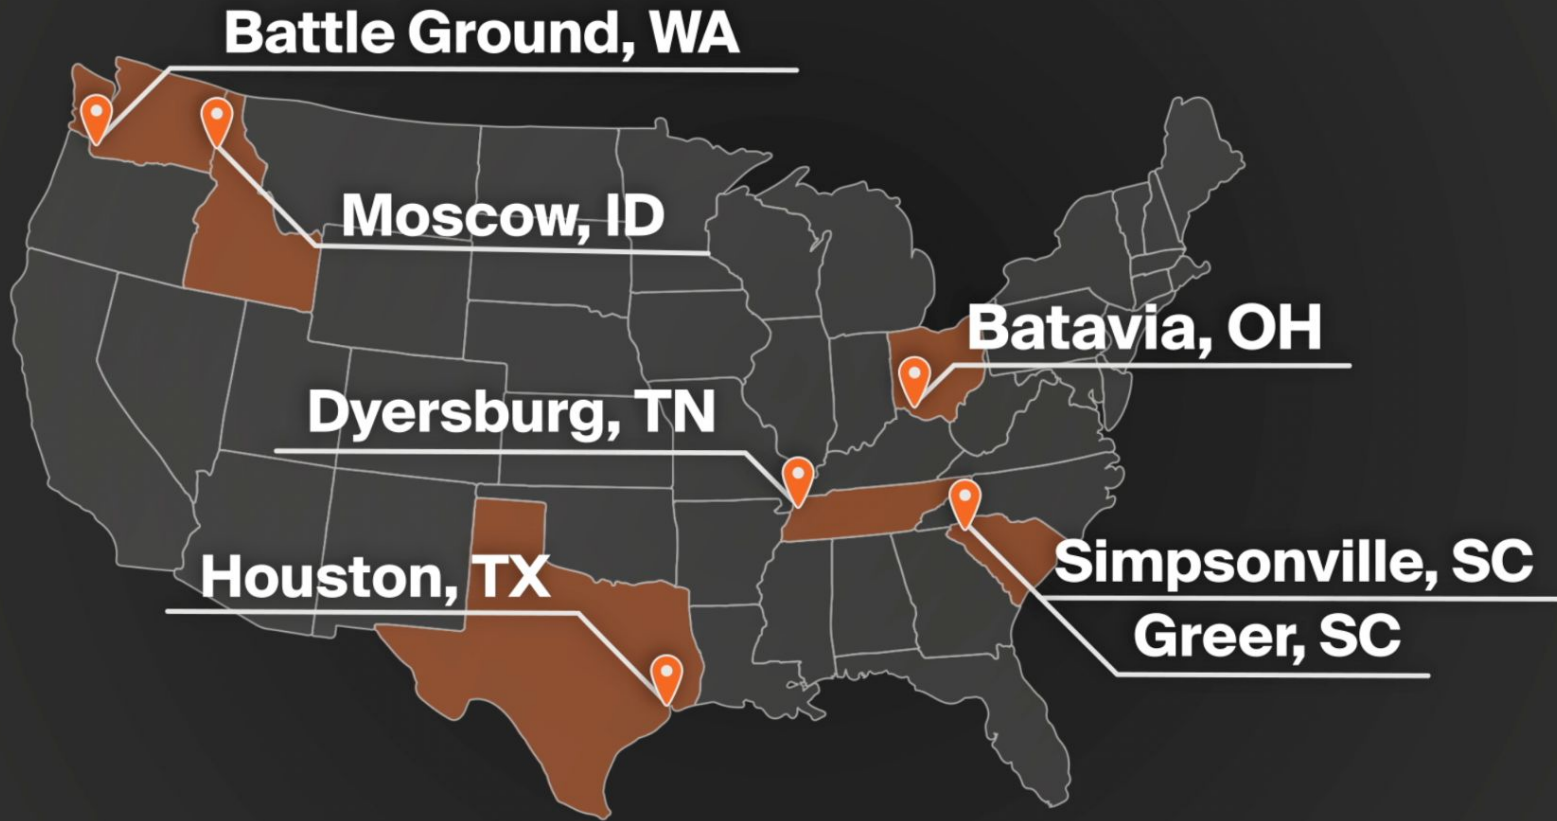 Battle Ground, WA
Moscow, ID
Batavia, OH
Dyersburg, TN
Houston, TX
Simpsonville, SC
Greer, SC